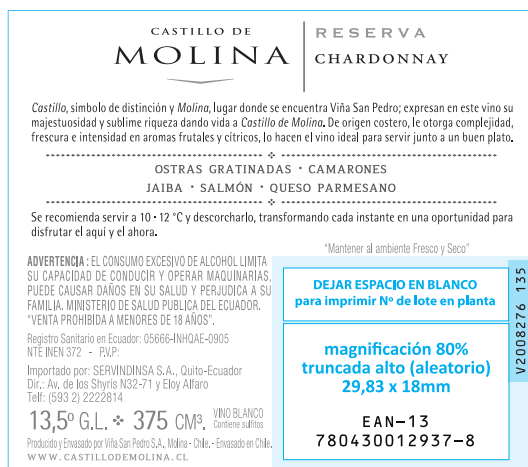 CASTILLO DE
MOLINA
RESERVA
CHARDONNAY
Castillo, símbolo de distinción y Molina, lugar donde se encuentra Viña San Pedro; expresan en este vino su
majestuosidad y sublime riqueza dando vida a Castillo de Molina. De origen costero, le otorga complejidad,
frescura e intensidad en aromas frutales y cítricos, lo hacen el vino ideal para servir junto a un buen plato.
OSTRAS GRATINADAS · CAMARONES
JAIBA · SALMÓN · QUESO PARMESANO
Se recomienda servir a 10 · 12 °C y descorcharlo, transformando cada instante en una oportunidad para
disfrutar el aquí y el ahora.
"Mantener al ambiente Fresco y Seco"
ADVERTENCIA : EL CONSUMO EXCESIVO DE ALCOHOL LIMITA
SU CAPACIDAD DE CONDUCIR Y OPERAR MAQUINARIAS,
PUEDE CAUSAR DAÑOS EN SU SALUD Y PERJUDICA A SU
FAMILIA. MINISTERIO DE SALUD PUBLICA DEL ECUADOR.
"VENTA PROHIBIDA A MENORES DE 18 AÑOS".
Registro Sanitario en Ecuador: 05666-INHQAE-0905
NTE INEN 372 - P.V.P:
Importado por: SERVINDINSA S.A., Quito-Ecuador
Dir.: Av. de los Shyris N32-71 y Eloy Alfaro
Telf: (593 2) 2222814
13,5º G.L. 375 CM³. VINO BLANCO
Contiene sulfitos
Producido y Envasado por Viña San Pedro S.A., Molina - Chile. - Envasado en Chile.
WWW.CASTILLODEMOLINA.CL
DEJAR ESPACIO EN BLANCO
para imprimir Nº de lote en planta
magnificación 80%
truncada alto (aleatorio)
29,83 x 18mm
EAN-13
780430012937-8
V2008276 135